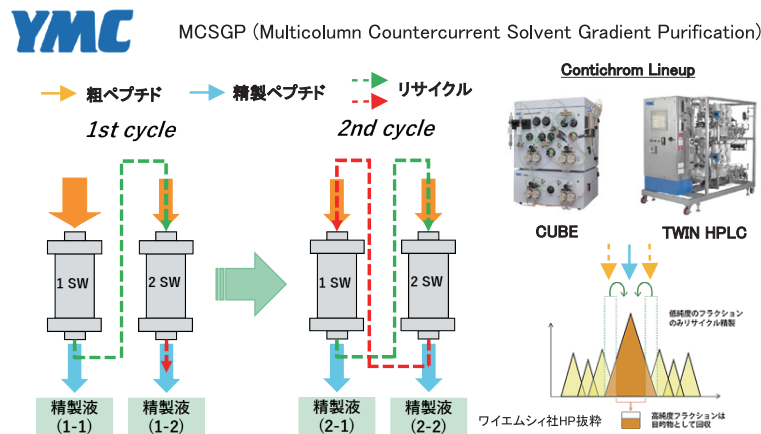 YMC
MCSGP (Multicolumn Countercurrent Solvent Gradient Purification)
粗ペプチド
精製ペプチド
リサイクル
1st cycle
2nd cycle
1 SW
2 SW
1 SW
2 SW
精製液
(1-1)
精製液
(1-2)
精製液
(2-1)
精製液
(2-2)
Contichrom Lineup
YMC
CUBE
TWIN HPLC
低純度のフラクション
のみリサイクル精製
ワイエムシィ社HP抜粋
高純度フラクションは
目的物として回収